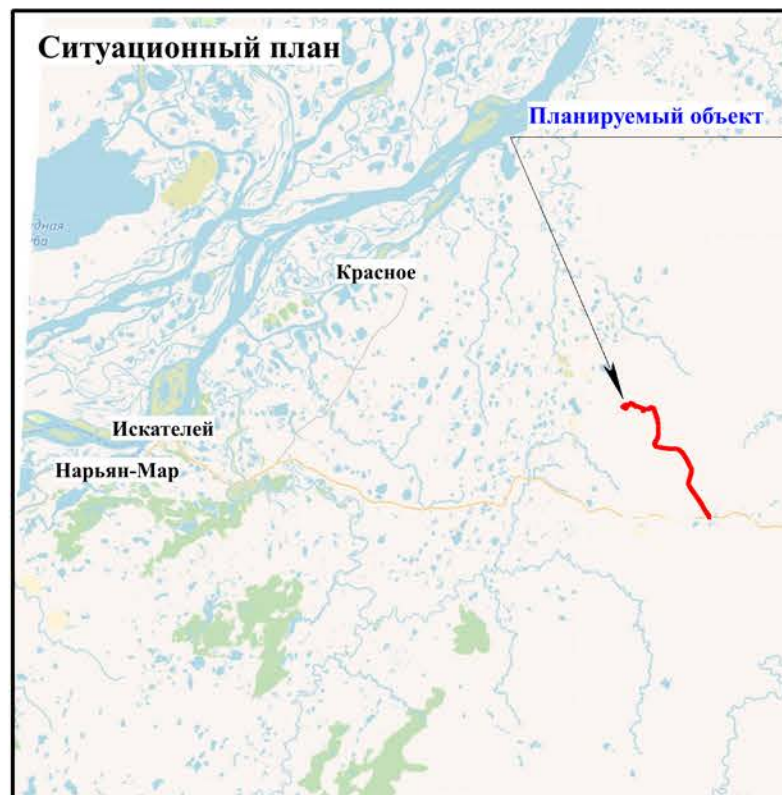 Ситуационный план
Планируемый объект
Красное
Искателей
Нарьян-Мар